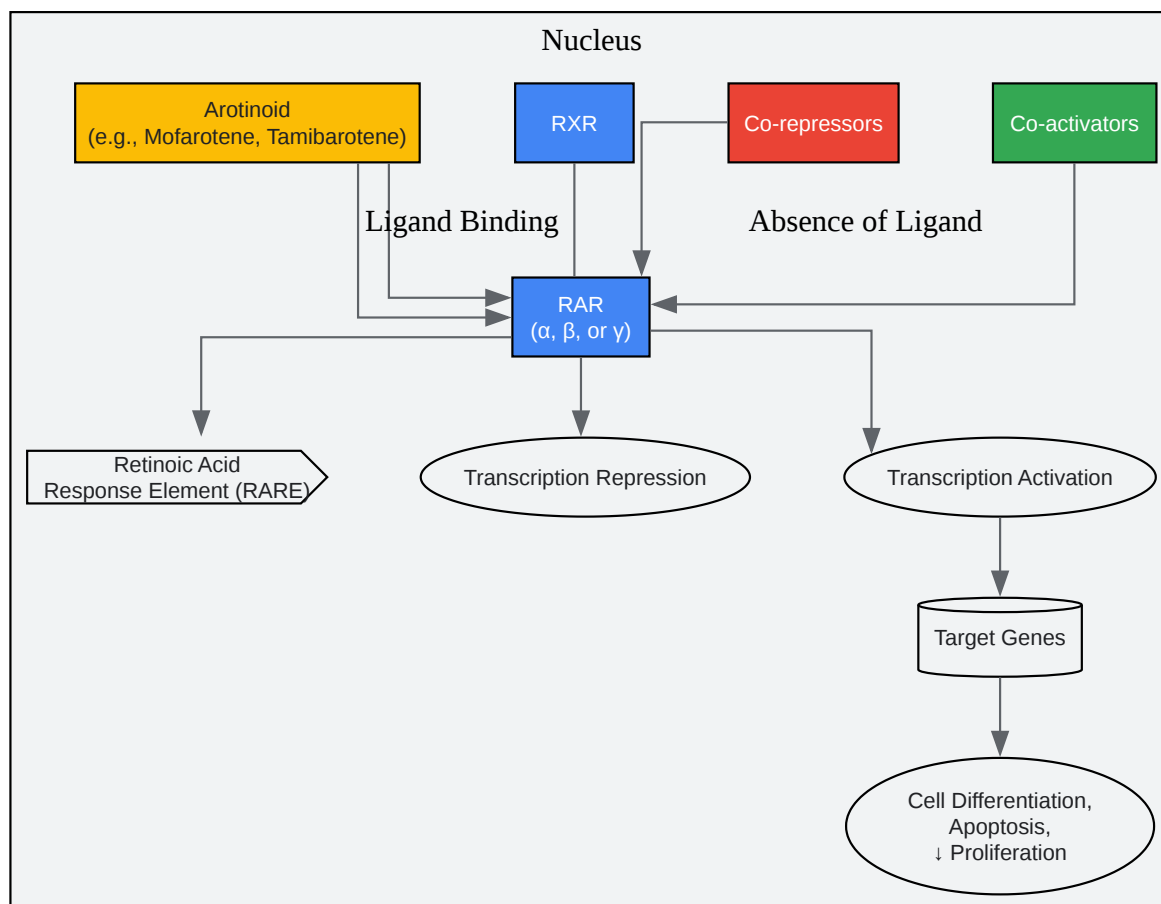 Nucleus
Arotinoid
(e.g., Mofarotene, Tamibarotene)
RXR
Co-repressors
Co-activators
Ligand Binding
Absence of Ligand
RAR
(α, β, or γ)
Retinoic Acid
Response Element (RARE)
Transcription Repression
Transcription Activation
Target Genes
Cell Differentiation,
Apoptosis,
↓ Proliferation